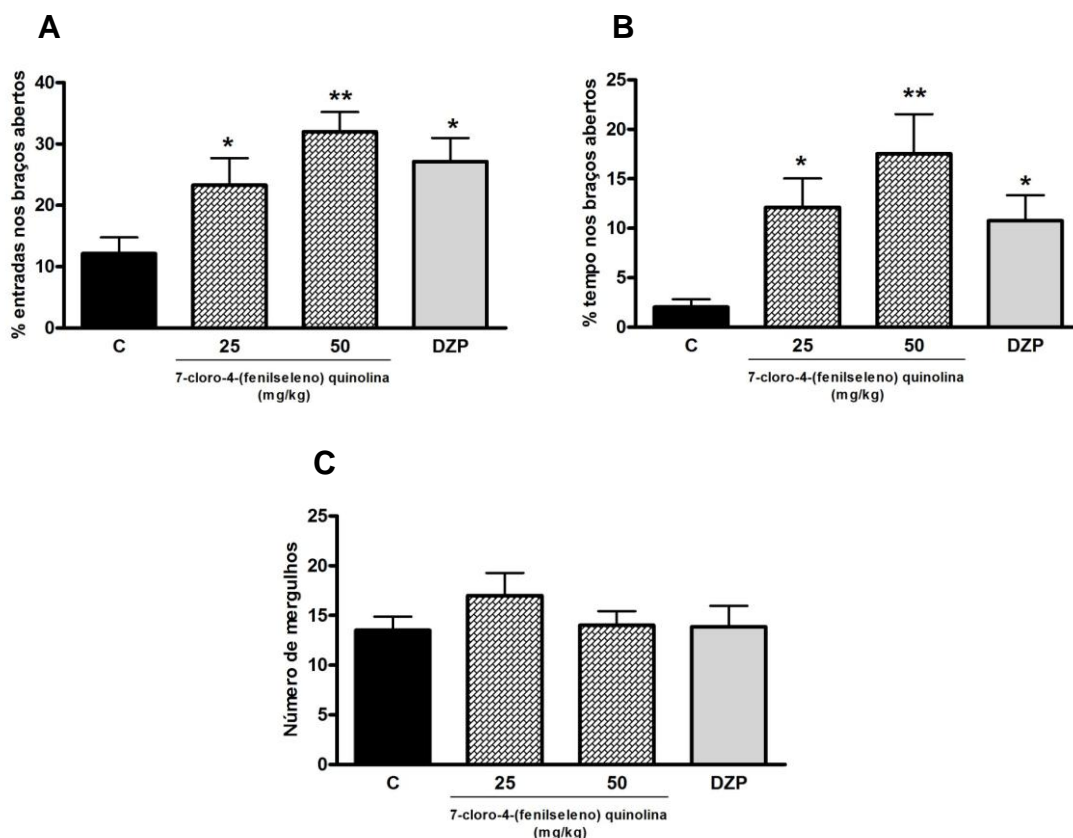 A
% entradas nos braços abertos
40
30
20
10
0
*
**
*
C
25
50
DZP
7-cloro-4-(fenilseleno) quinolina
(mg/kg)
B
% tempo nos braços abertos
25
20
15
10
5
0
*
**
*
C
25
50
DZP
7-cloro-4-(fenilseleno) quinolina
(mg/kg)
C
Número de mergulhos
25
20
15
10
5
0
C
25
50
DZP
7-cloro-4-(fenilseleno) quinolina
(mg/kg)